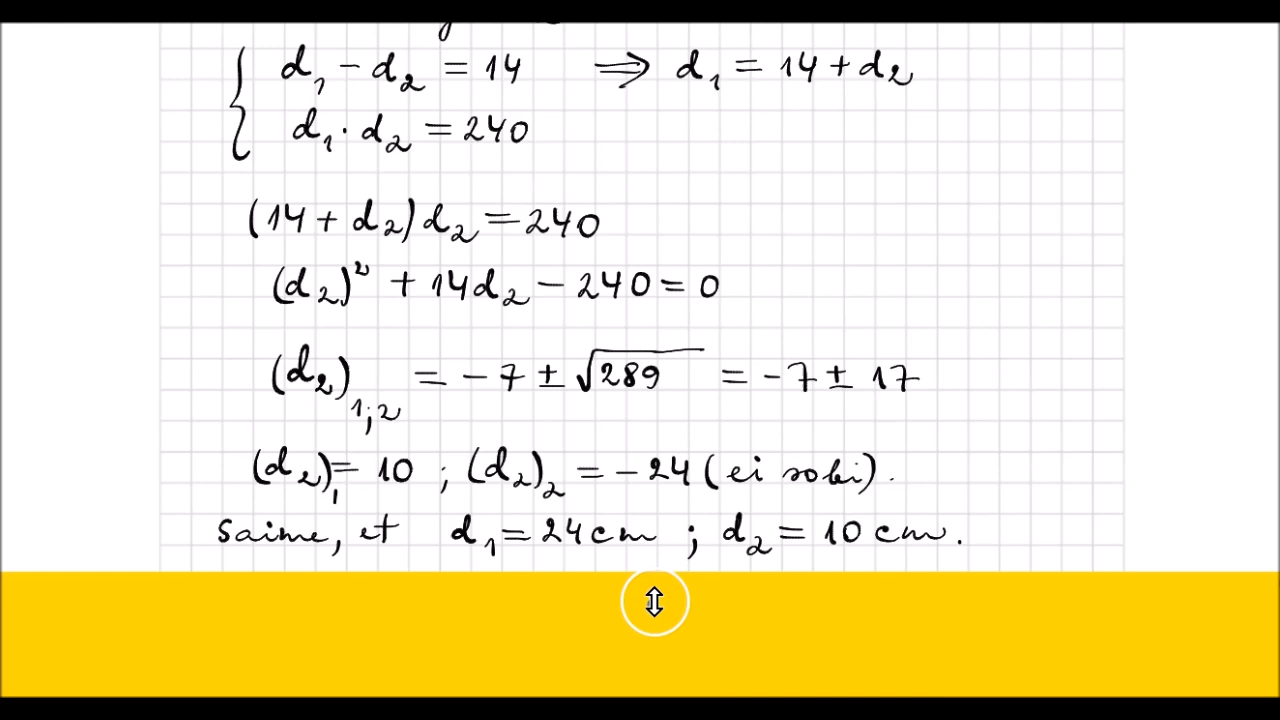 d₁ - d₂ = 14 ⟹ d₁ = 14 + d₂
d₁ · d₂ = 240
(14 + d₂)d₂ = 240
(d₂)² + 14d₂ - 240 = 0
(d₂)₁;₂ = -7 ± √289 = -7 ± 17
(d₂)₁ = 10 ; (d₂)₂ = -24 (ei sobi).
Saime, et d₁ = 24 cm ; d₂ = 10 cm.